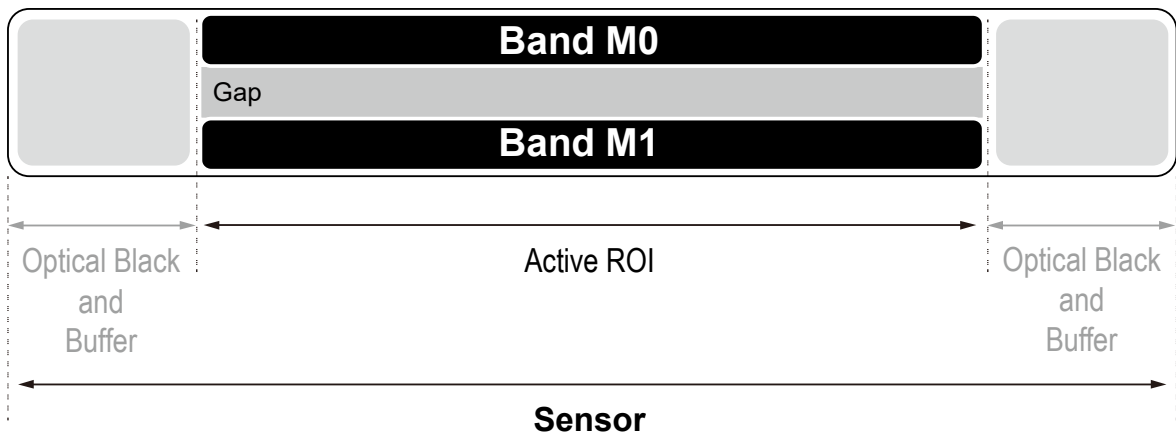 Band M0
Gap
Band M1
Optical Black
and
Buffer
Active ROI
Optical Black
and
Buffer
Sensor